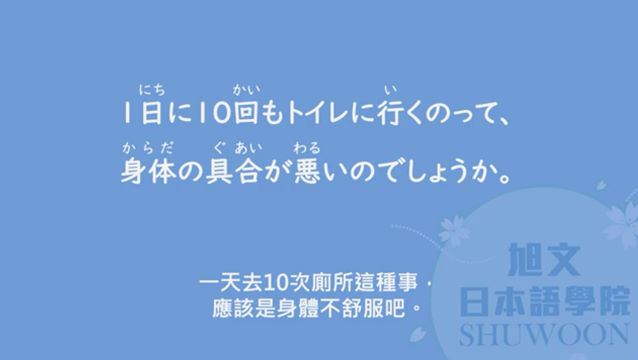 にち かい い
1日に10回もトイレに行くのって、
からだ ぐあい わる
身体の具合が悪いのでしょうか。
一天去10次廁所這種事，
應該是身體不舒服吧。
旭文
日本語學院
SHUWOON